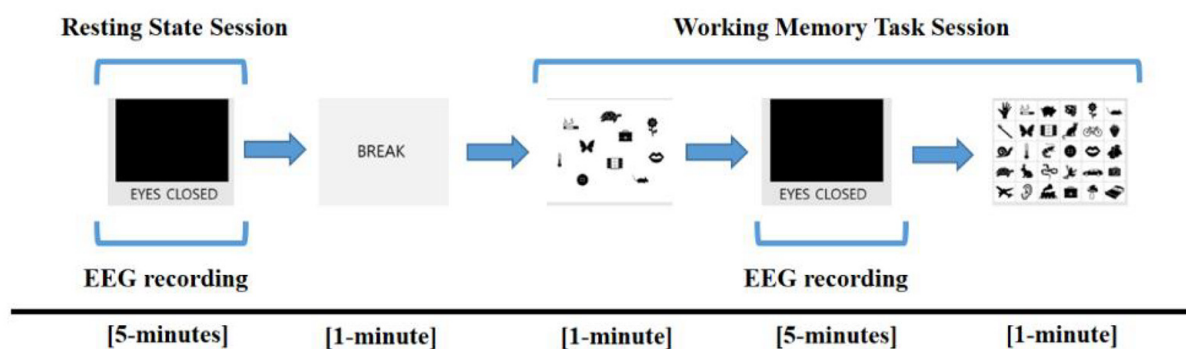 Resting State Session
Working Memory Task Session
EYES CLOSED
BREAK
EYES CLOSED
EEG recording
EEG recording
[5-minutes]
[1-minute]
[1-minute]
[5-minutes]
[1-minute]